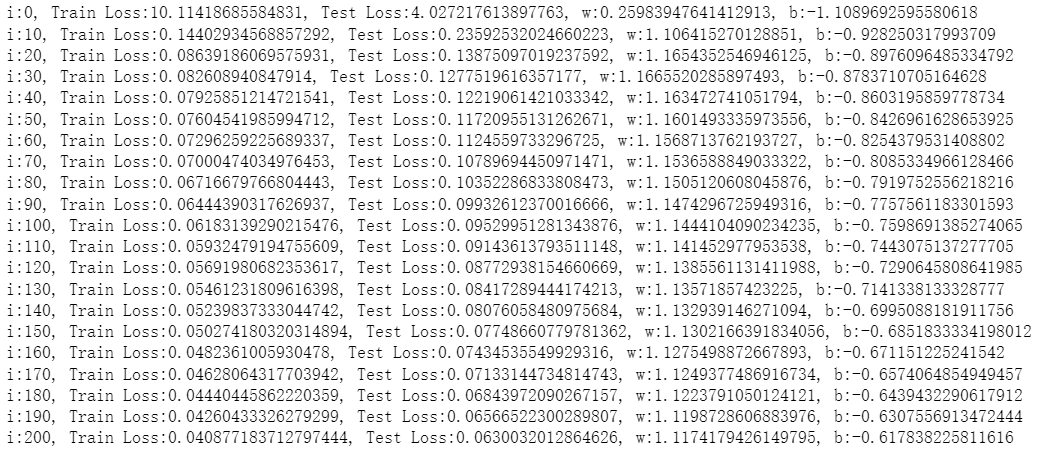 i:0, Train Loss:10.11418685584831, Test Loss:4.027217613897763, w:0.25983947641412913, b:-1.1089692595580618
i:10, Train Loss:0.14402934568857292, Test Loss:0.23592532024660223, w:1.106415270128851, b:-0.928250317993709
i:20, Train Loss:0.08639186069575931, Test Loss:0.13875097019237592, w:1.1654352546946125, b:-0.8976096485334792
i:30, Train Loss:0.082608940847914, Test Loss:0.1277519616357177, w:1.1665520285897493, b:-0.8783710705164628
i:40, Train Loss:0.07925851214721541, Test Loss:0.12219061421033342, w:1.163472741051794, b:-0.8603195859778734
i:50, Train Loss:0.07604541985994712, Test Loss:0.11720955131262671, w:1.1601493335973556, b:-0.8426961628653925
i:60, Train Loss:0.07296259225689337, Test Loss:0.1124559733296725, w:1.1568713762193727, b:-0.8254379531408802
i:70, Train Loss:0.07000474034976453, Test Loss:0.10789694450971471, w:1.1536588849033322, b:-0.8085334966128466
i:80, Train Loss:0.06716679766804443, Test Loss:0.10352286833808473, w:1.1505120608045876, b:-0.7919752556218216
i:90, Train Loss:0.06444390317626937, Test Loss:0.09932612370016666, w:1.1474296725949316, b:-0.7757561183301593
i:100, Train Loss:0.06183139290215476, Test Loss:0.09529951281343876, w:1.1444104090234235, b:-0.7598691385274065
i:110, Train Loss:0.05932479194755609, Test Loss:0.09143613793511148, w:1.141452977953538, b:-0.7443075137277705
i:120, Train Loss:0.05691980682353617, Test Loss:0.08772938154660669, w:1.1385561131411988, b:-0.7290645808641985
i:130, Train Loss:0.05461231809616398, Test Loss:0.08417289444174213, w:1.13571857423225, b:-0.7141338133328777
i:140, Train Loss:0.05239837333044742, Test Loss:0.08076058480975684, w:1.132939146271094, b:-0.6995088181911756
i:150, Train Loss:0.050274180320314894, Test Loss:0.07748660779781362, w:1.1302166391834056, b:-0.6851833334198012
i:160, Train Loss:0.0482361005930478, Test Loss:0.07434535549929316, w:1.1275498872667893, b:-0.671151225241542
i:170, Train Loss:0.04628064317703942, Test Loss:0.07133144734814743, w:1.1249377486916734, b:-0.6574064854949457
i:180, Train Loss:0.04440445862220359, Test Loss:0.06843972090267157, w:1.1223791050124121, b:-0.6439432290617912
i:190, Train Loss:0.04260433326279299, Test Loss:0.06566522300289807, w:1.1198728606883976, b:-0.6307556913472444
i:200, Train Loss:0.040877183712797444, Test Loss:0.0630032012864626, w:1.1174179426149795, b:-0.617838225811616